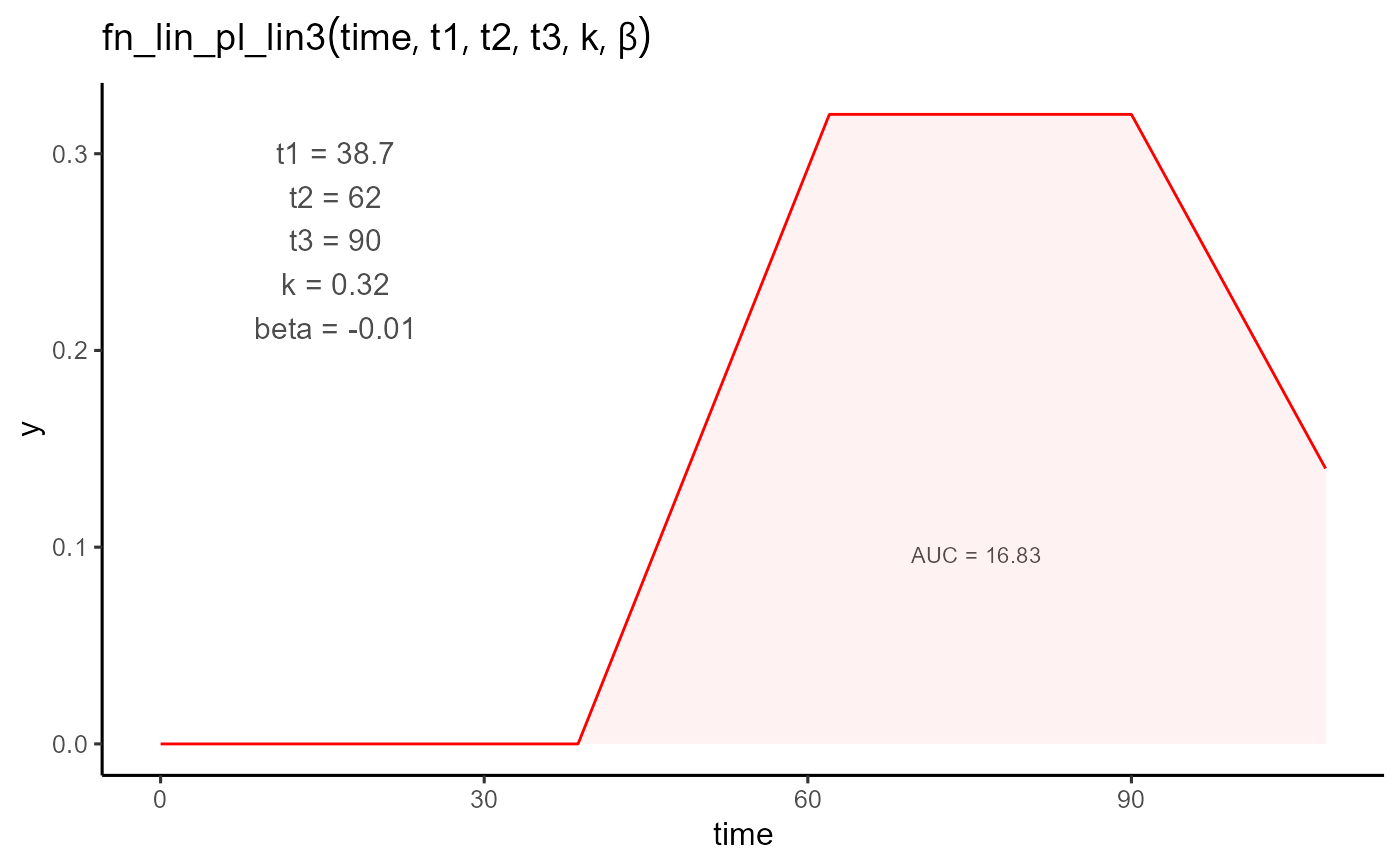 fn_lin_pl_lin3(time, t1, t2, t3, k, β)
t1 = 38.7
t2 = 62
t3 = 90
k = 0.32
beta = -0.01
AUC = 16.83
0.3
0.2
0.1
0.0
y
0 30 60 90
time